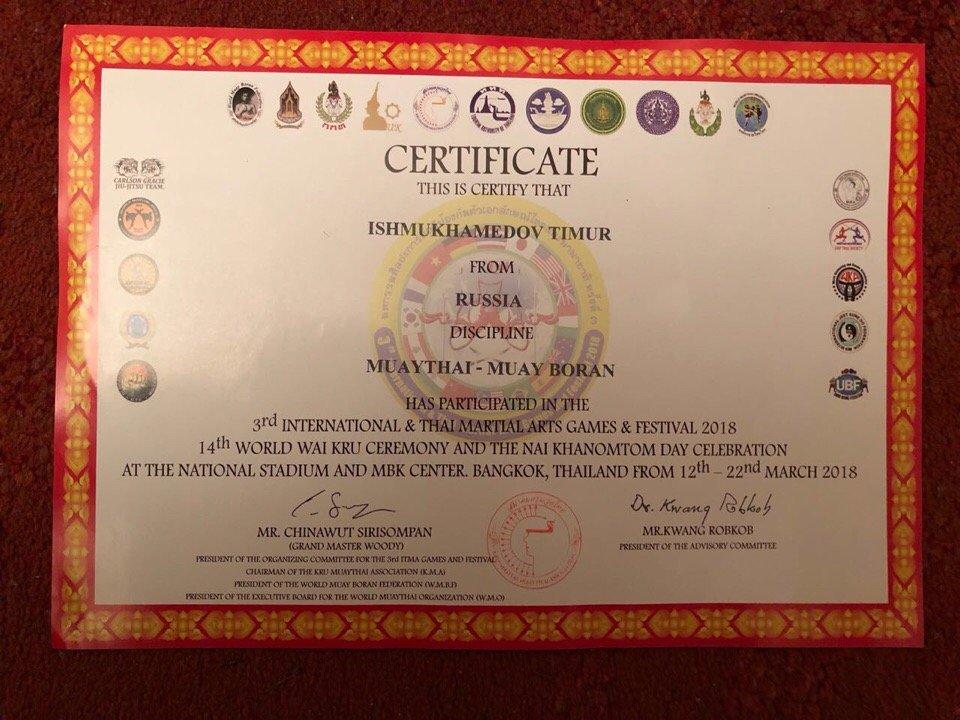 CARLSON GRACIE
JIU-JITSU TEAM.
CERTIFICATE
THIS IS CERTIFY THAT
ISHMUKHAMEDOV TIMUR
FROM
RUSSIA
DISCIPLINE
MUAYTHAI - MUAY BORAN
HAS PARTICIPATED IN THE
3rd INTERNATIONAL & THAI MARTIAL ARTS GAMES & FESTIVAL 2018
14th WORLD WAI KRU CEREMONY AND THE NAI KHANOMTOM DAY CELEBRATION
AT THE NATIONAL STADIUM AND MBK CENTER. BANGKOK, THAILAND FROM 12th – 22nd MARCH 2018
Dr. Kwang Robkob
MR. CHINAWUT SIRISOMPAN
(GRAND MASTER WOODY)
PRESIDENT OF THE ORGANIZING COMMITTEE FOR THE 3rd ITMA GAMES AND FESTIVAL
CHAIRMAN OF THE KRU MUAYTHAI ASSOCIATION (K.M.A)
PRESIDENT OF THE WORLD MUAY BORAN FEDERATION (W.M.B.F)
PRESIDENT OF THE EXECUTIVE BOARD FOR THE WORLD MUAYTHAI ORGANIZATION (W.M.O)
MR.KWANG ROBKOB
PRESIDENT OF THE ADVISORY COMMITTEE
UBF